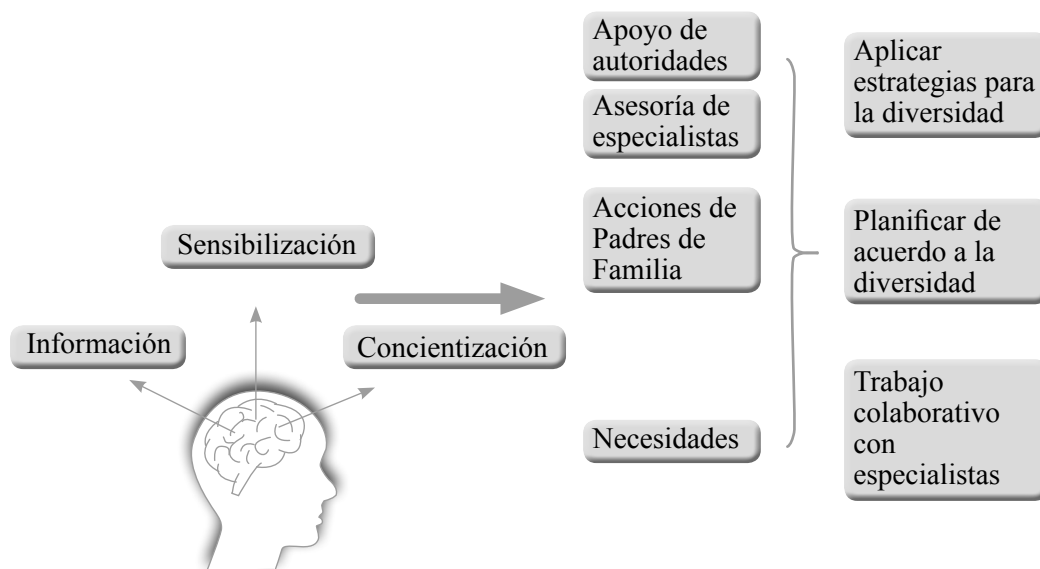 Sensibilización
Información
Concientización
Apoyo de
autoridades
Asesoría de
especialistas
Acciones de
Padres de
Familia
Necesidades
Aplicar
estrategias para
la diversidad
Planificar de
acuerdo a la
diversidad
Trabajo
colaborativo
con
especialistas